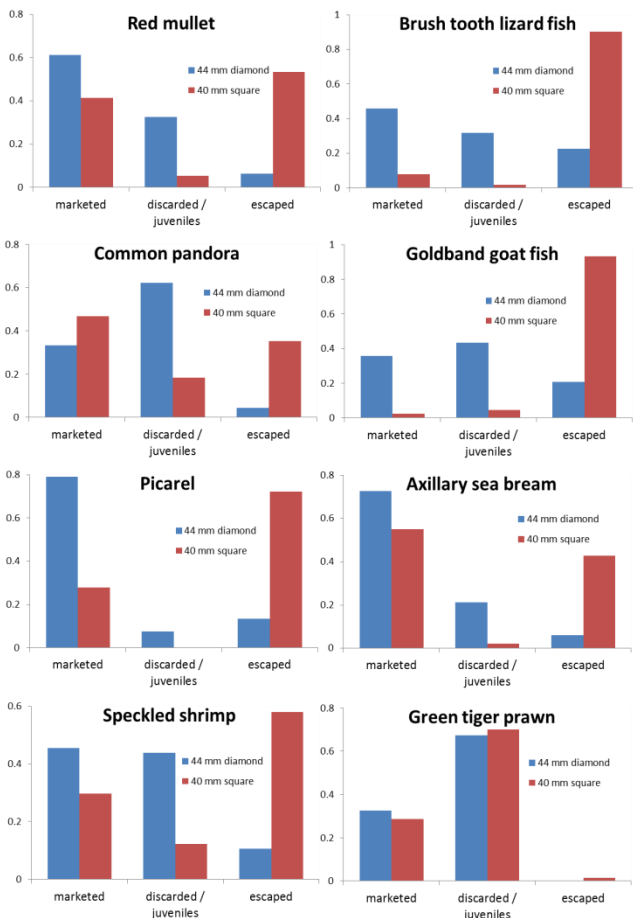 Red mullet
0.8
0.6
0.4
0.2
0
44 mm diamond
40 mm square
marketed
discarded /
juveniles
escaped
Brush tooth lizard fish
1
0.8
0.6
0.4
0.2
0
44 mm diamond
40 mm square
marketed
discarded /
juveniles
escaped
Common pandora
0.8
0.6
0.4
0.2
0
44 mm diamond
40 mm square
marketed
discarded /
juveniles
escaped
Goldband goat fish
1
0.8
0.6
0.4
0.2
0
44 mm diamond
40 mm square
marketed
discarded /
juveniles
escaped
Picarel
0.8
0.6
0.4
0.2
0
44 mm diamond
40 mm square
marketed
discarded /
juveniles
escaped
Axillary sea bream
0.8
0.6
0.4
0.2
0
44 mm diamond
40 mm square
marketed
discarded /
juveniles
escaped
Speckled shrimp
0.6
0.4
0.2
0
44 mm diamond
40 mm square
marketed
discarded /
juveniles
escaped
Green tiger prawn
0.8
0.6
0.4
0.2
0
44 mm diamond
40 mm square
marketed
discarded /
juveniles
escaped